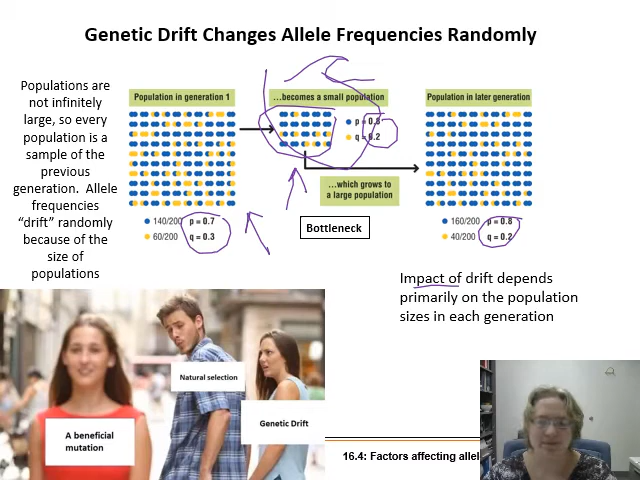 Genetic Drift Changes Allele Frequencies Randomly
Populations are
not infinitely
large, so every
population is a
sample of the
previous
generation. Allele
frequencies
“drift” randomly
because of the
size of
populations
Population in generation 1
140/200 p = 0.7
60/200 q = 0.3
...becomes a small population
p = 0.8
q = 0.2
...which grows to
a large population
Bottleneck
Population in later generation
160/200 p = 0.8
40/200 q = 0.2
Impact of drift depends
primarily on the population
sizes in each generation
A beneficial
mutation
Natural selection
Genetic Drift
16.4: Factors affecting allel